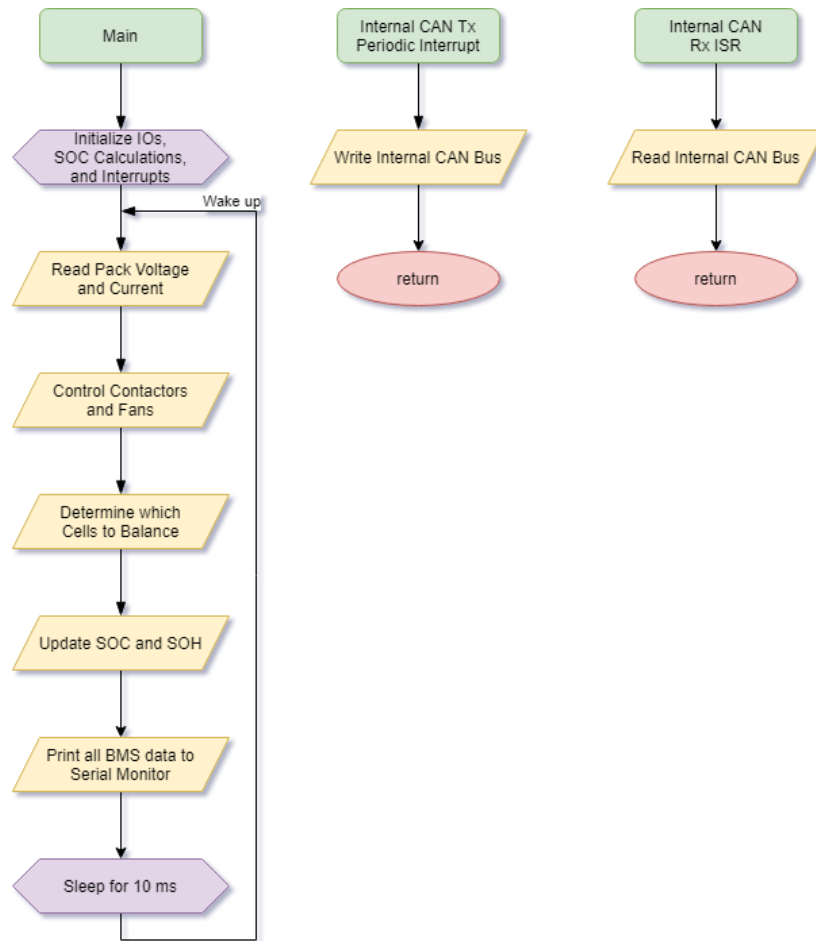 Main
Initialize IOs,
SOC Calculations,
and Interrupts
Wake up
Read Pack Voltage
and Current
Control Contactors
and Fans
Determine which
Cells to Balance
Update SOC and SOH
Print all BMS data to
Serial Monitor
Sleep for 10 ms
Internal CAN Tx
Periodic Interrupt
Write Internal CAN Bus
return
Internal CAN
Rx ISR
Read Internal CAN Bus
return